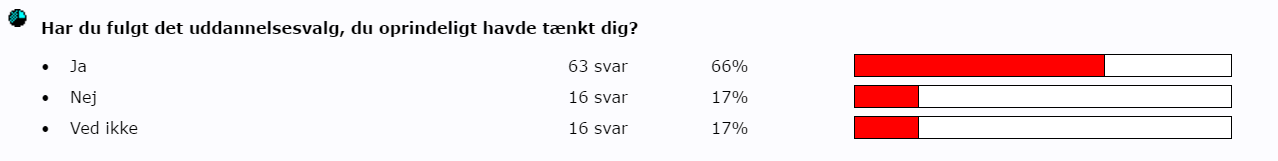 Har du fulgt det uddannelsesvalg, du oprindeligt havde tænkt dig?
• Ja 63 svar 66%
• Nej 16 svar 17%
• Ved ikke 16 svar 17%